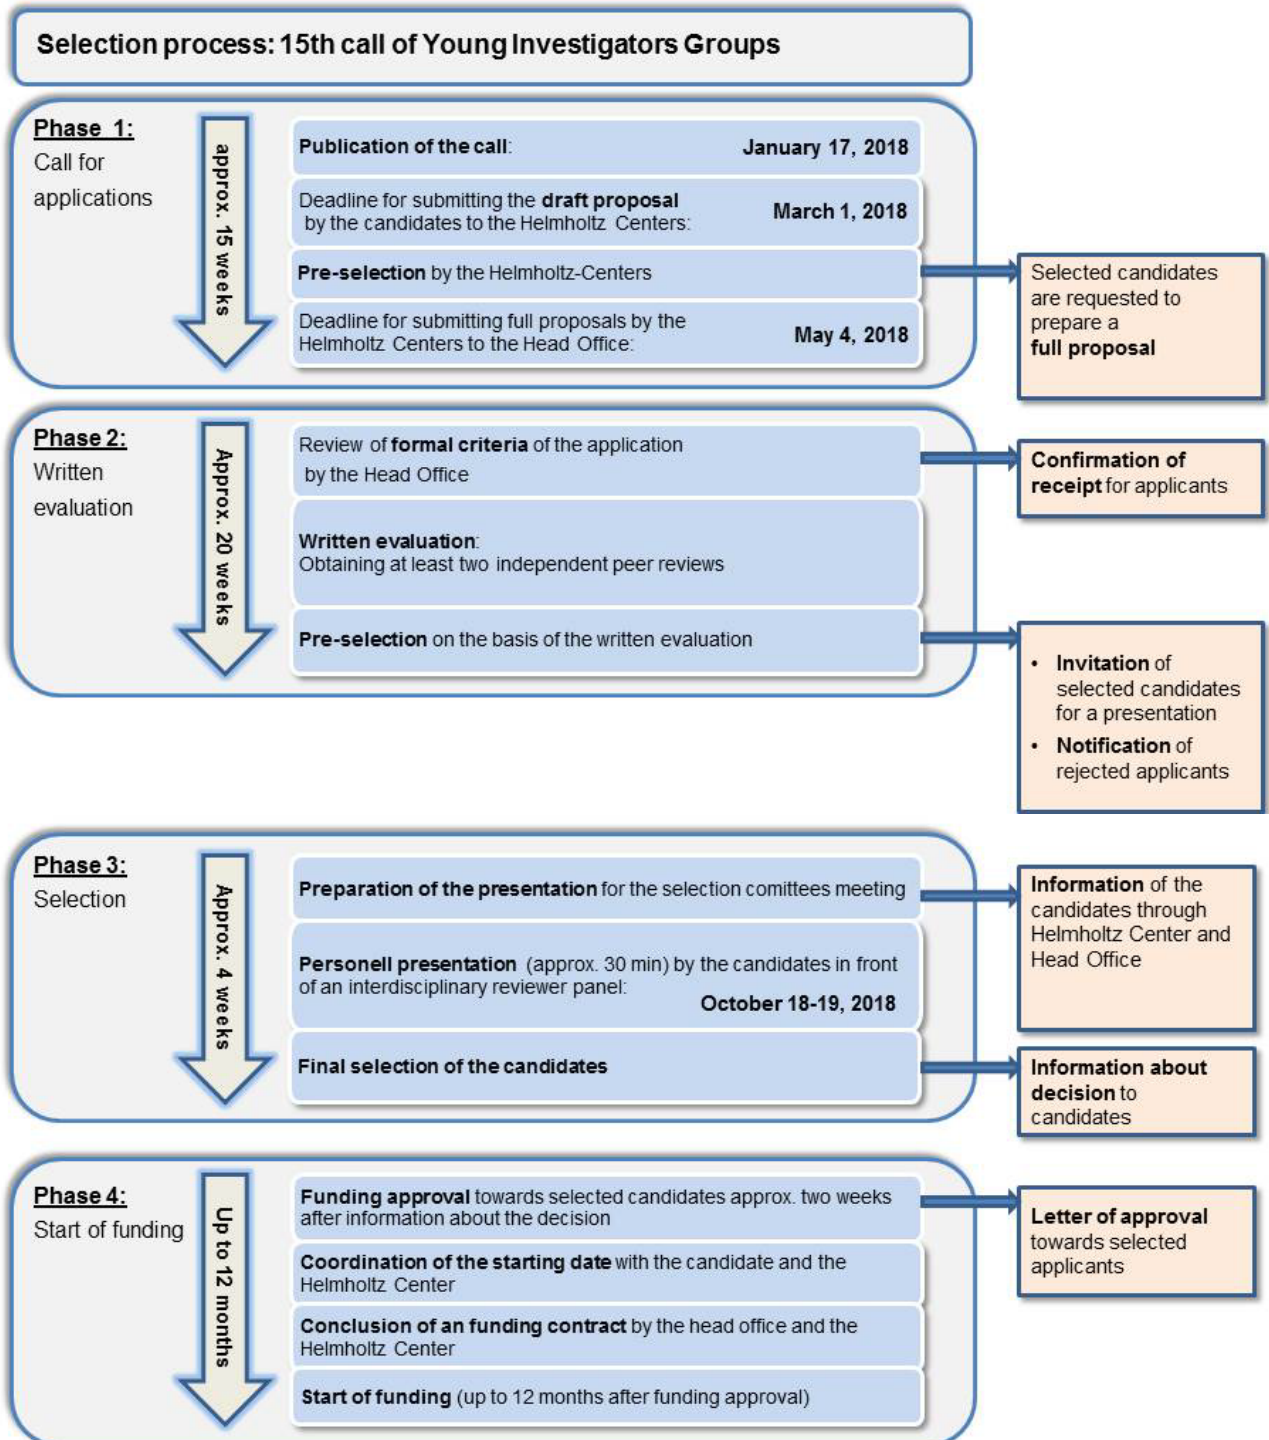 Selection process: 15th call of Young Investigators Groups
Phase 1:
Call for
applications
approx. 15 weeks
Publication of the call: January 17, 2018
Deadline for submitting the draft proposal
by the candidates to the Helmholtz Centers: March 1, 2018
Pre-selection by the Helmholtz-Centers
Deadline for submitting full proposals by the
Helmholtz Centers to the Head Office: May 4, 2018
Selected candidates
are requested to
prepare a
full proposal
Phase 2:
Written
evaluation
Approx. 20 weeks
Review of formal criteria of the application
by the Head Office
Written evaluation:
Obtaining at least two independent peer reviews
Pre-selection on the basis of the written evaluation
Confirmation of
receipt for applicants
• Invitation of
selected candidates
for a presentation
• Notification of
rejected applicants
Phase 3:
Selection
Approx. 4 weeks
Preparation of the presentation for the selection comittees meeting
Personell presentation (approx. 30 min) by the candidates in front
of an interdisciplinary reviewer panel:
October 18-19, 2018
Final selection of the candidates
Information of the
candidates through
Helmholtz Center and
Head Office
Information about
decision to
candidates
Phase 4:
Start of funding
Up to 12 months
Funding approval towards selected candidates approx. two weeks
after information about the decision
Coordination of the starting date with the candidate and the
Helmholtz Center
Conclusion of an funding contract by the head office and the
Helmholtz Center
Start of funding (up to 12 months after funding approval)
Letter of approval
towards selected
applicants